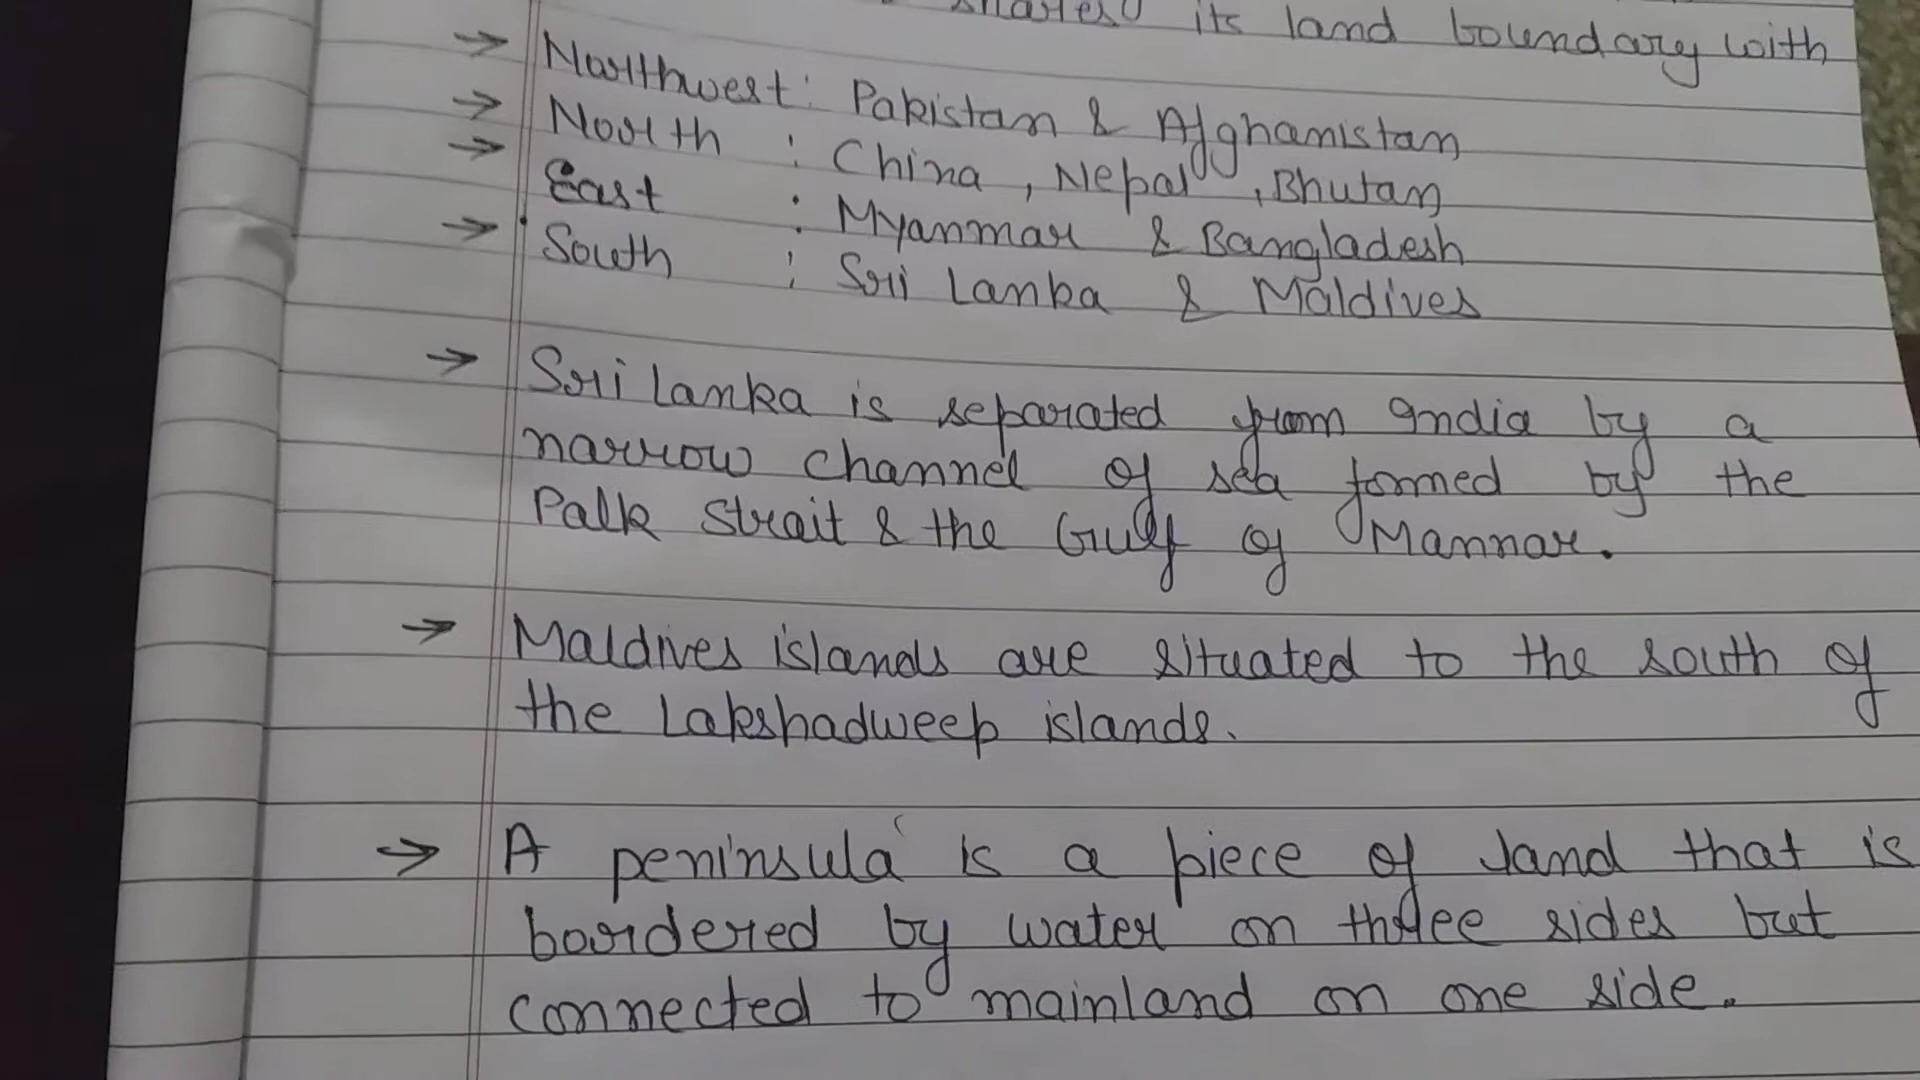 shares its land boundary with
→ Northwest: Pakistan & Afghanistan
→ North : China, Nepal, Bhutan
→ East : Myanmar & Bangladesh
→ South : Sri Lanka & Maldives
→ Sri Lanka is separated from India by a
narrow channel of sea formed by the
Palk Strait & the Gulf of Mannar.
→ Maldives islands are situated to the south of
the Lakshadweep islands.
→ A peninsula is a piece of land that is
bordered by water on three sides but
connected to mainland on one side.